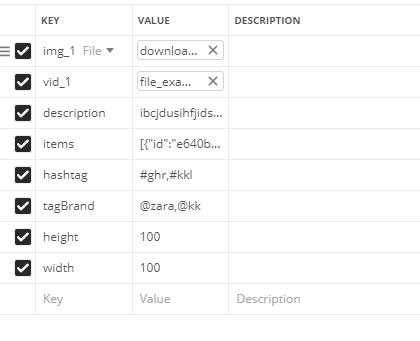 KEY VALUE DESCRIPTION
img_1 File downloa...
vid_1 file_exa...
description ibcjdusihfjids...
items [{"id":"e640b...
hashtag #ghr,#kkl
tagBrand @zara,@kk
height 100
width 100
Key Value Description